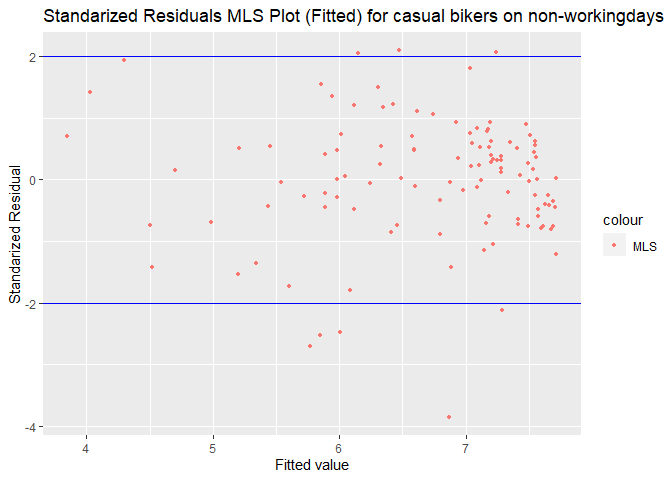 Standarized Residuals MLS Plot (Fitted) for casual bikers on non-workingdays
2
0
-2
-4
Standarized Residual
4
5
6
7
Fitted value
colour
MLS